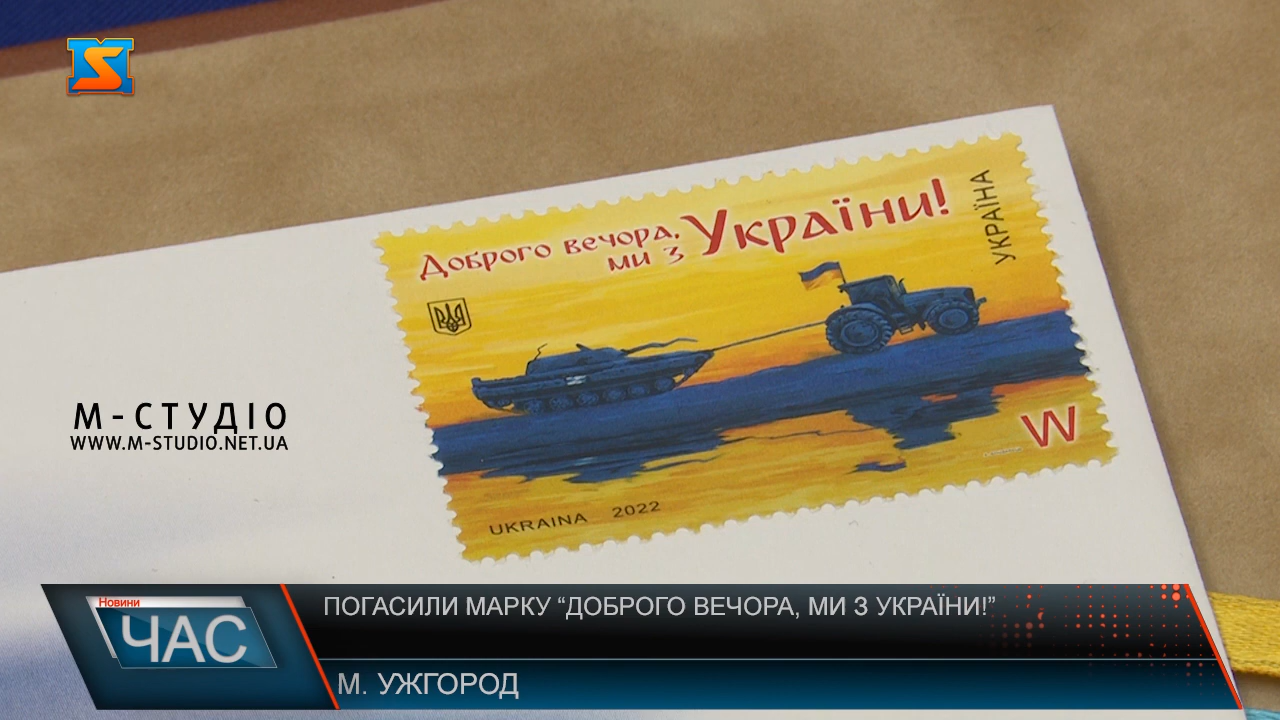 Доброго вечора,
ми з України!
УКРАЇНА
W
UKRAINA 2022
М-СТУДІО
WWW.M-STUDIO.NET.UA
Новини
ЧАС
ПОГАСИЛИ МАРКУ “ДОБРОГО ВЕЧОРА, МИ З УКРАЇНИ!”
М. УЖГОРОД